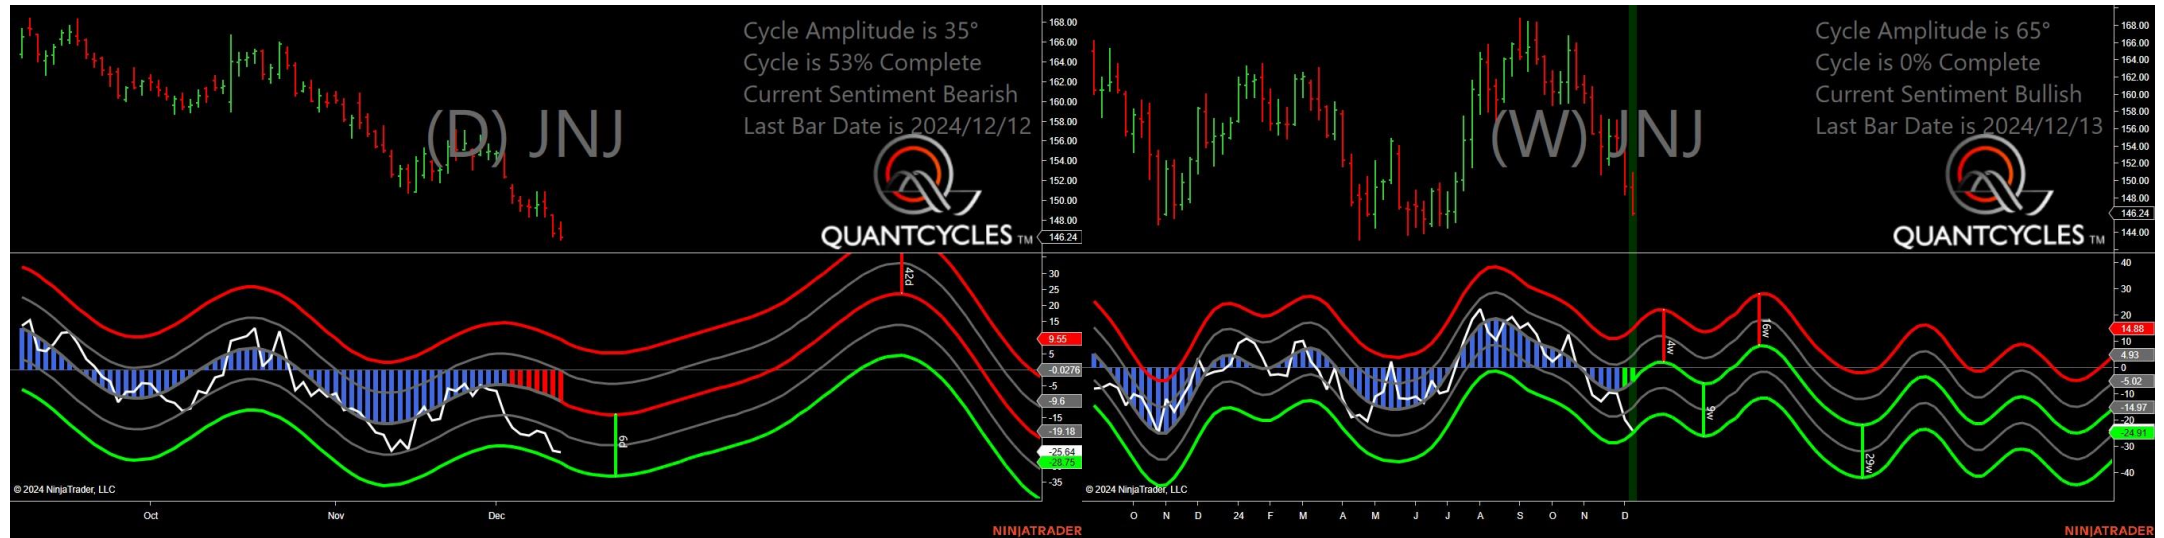 Cycle Amplitude is 35°
Cycle is 53% Complete
Current Sentiment Bearish
Last Bar Date is 2024/12/12
(D) JNJ
QUANTCYCLES TM
168.00
166.00
164.00
162.00
160.00
158.00
156.00
154.00
152.00
150.00
148.00
146.24
42d
6d
30
25
20
15
9.55
5
-0.0276
-5
-9.6
-15
-19.18
-25.64
-28.75
-35
© 2024 NinjaTrader, LLC
Oct Nov Dec
NINJATRADER
Cycle Amplitude is 65°
Cycle is 0% Complete
Current Sentiment Bullish
Last Bar Date is 2024/12/13
(W) JNJ
QUANTCYCLES TM
168.00
166.00
164.00
162.00
160.00
158.00
156.00
154.00
152.00
150.00
148.00
146.24
144.00
4w
9w
16w
29w
40
30
20
14.88
10
4.93
0
-5.02
-10
-14.97
-20
-24.91
-30
-40
© 2024 NinjaTrader, LLC
O N D 24 F M A M J J A S O N D
NINJATRADER